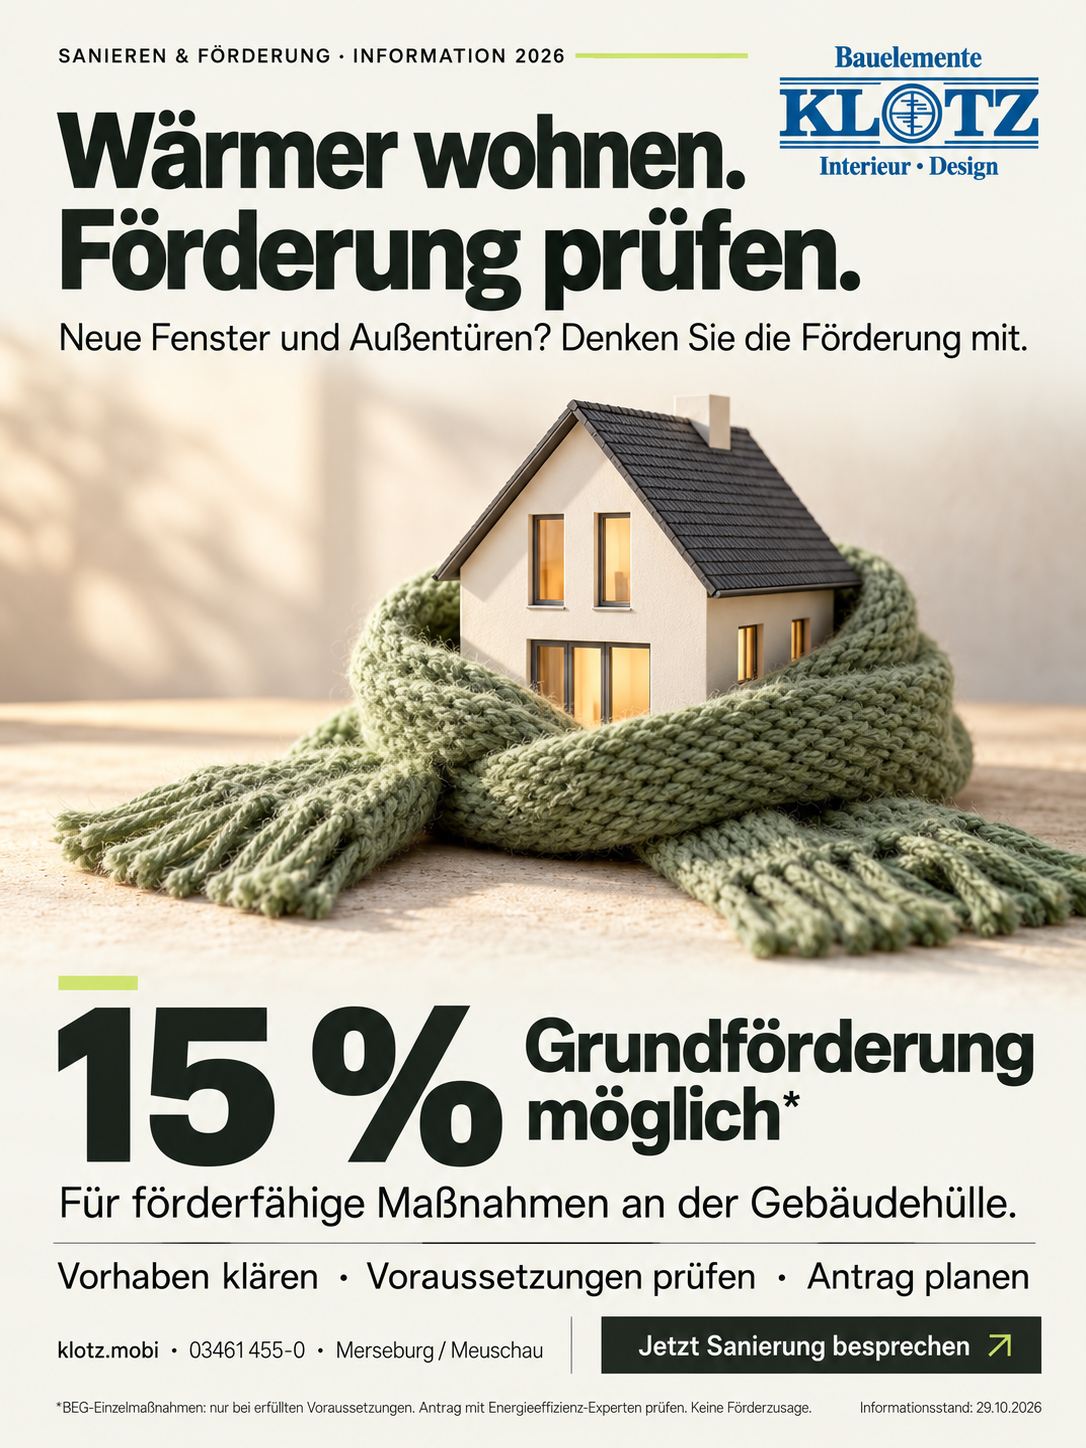 SANIEREN & FÖRDERUNG · INFORMATION 2026
Bauelemente
KLOTZ
Interieur • Design
Wärmer wohnen.
Förderung prüfen.
Neue Fenster und Außentüren? Denken Sie die Förderung mit.
15 %
Grundförderung
möglich*
Für förderfähige Maßnahmen an der Gebäudehülle.
Vorhaben klären • Voraussetzungen prüfen • Antrag planen
klotz.mobi • 03461 455-0 • Merseburg / Meuschau
Jetzt Sanierung besprechen
*BEG-Einzelmaßnahmen: nur bei erfüllten Voraussetzungen. Antrag mit Energieeffizienz-Experten prüfen. Keine Förderzusage.
Informationsstand: 29.10.2026